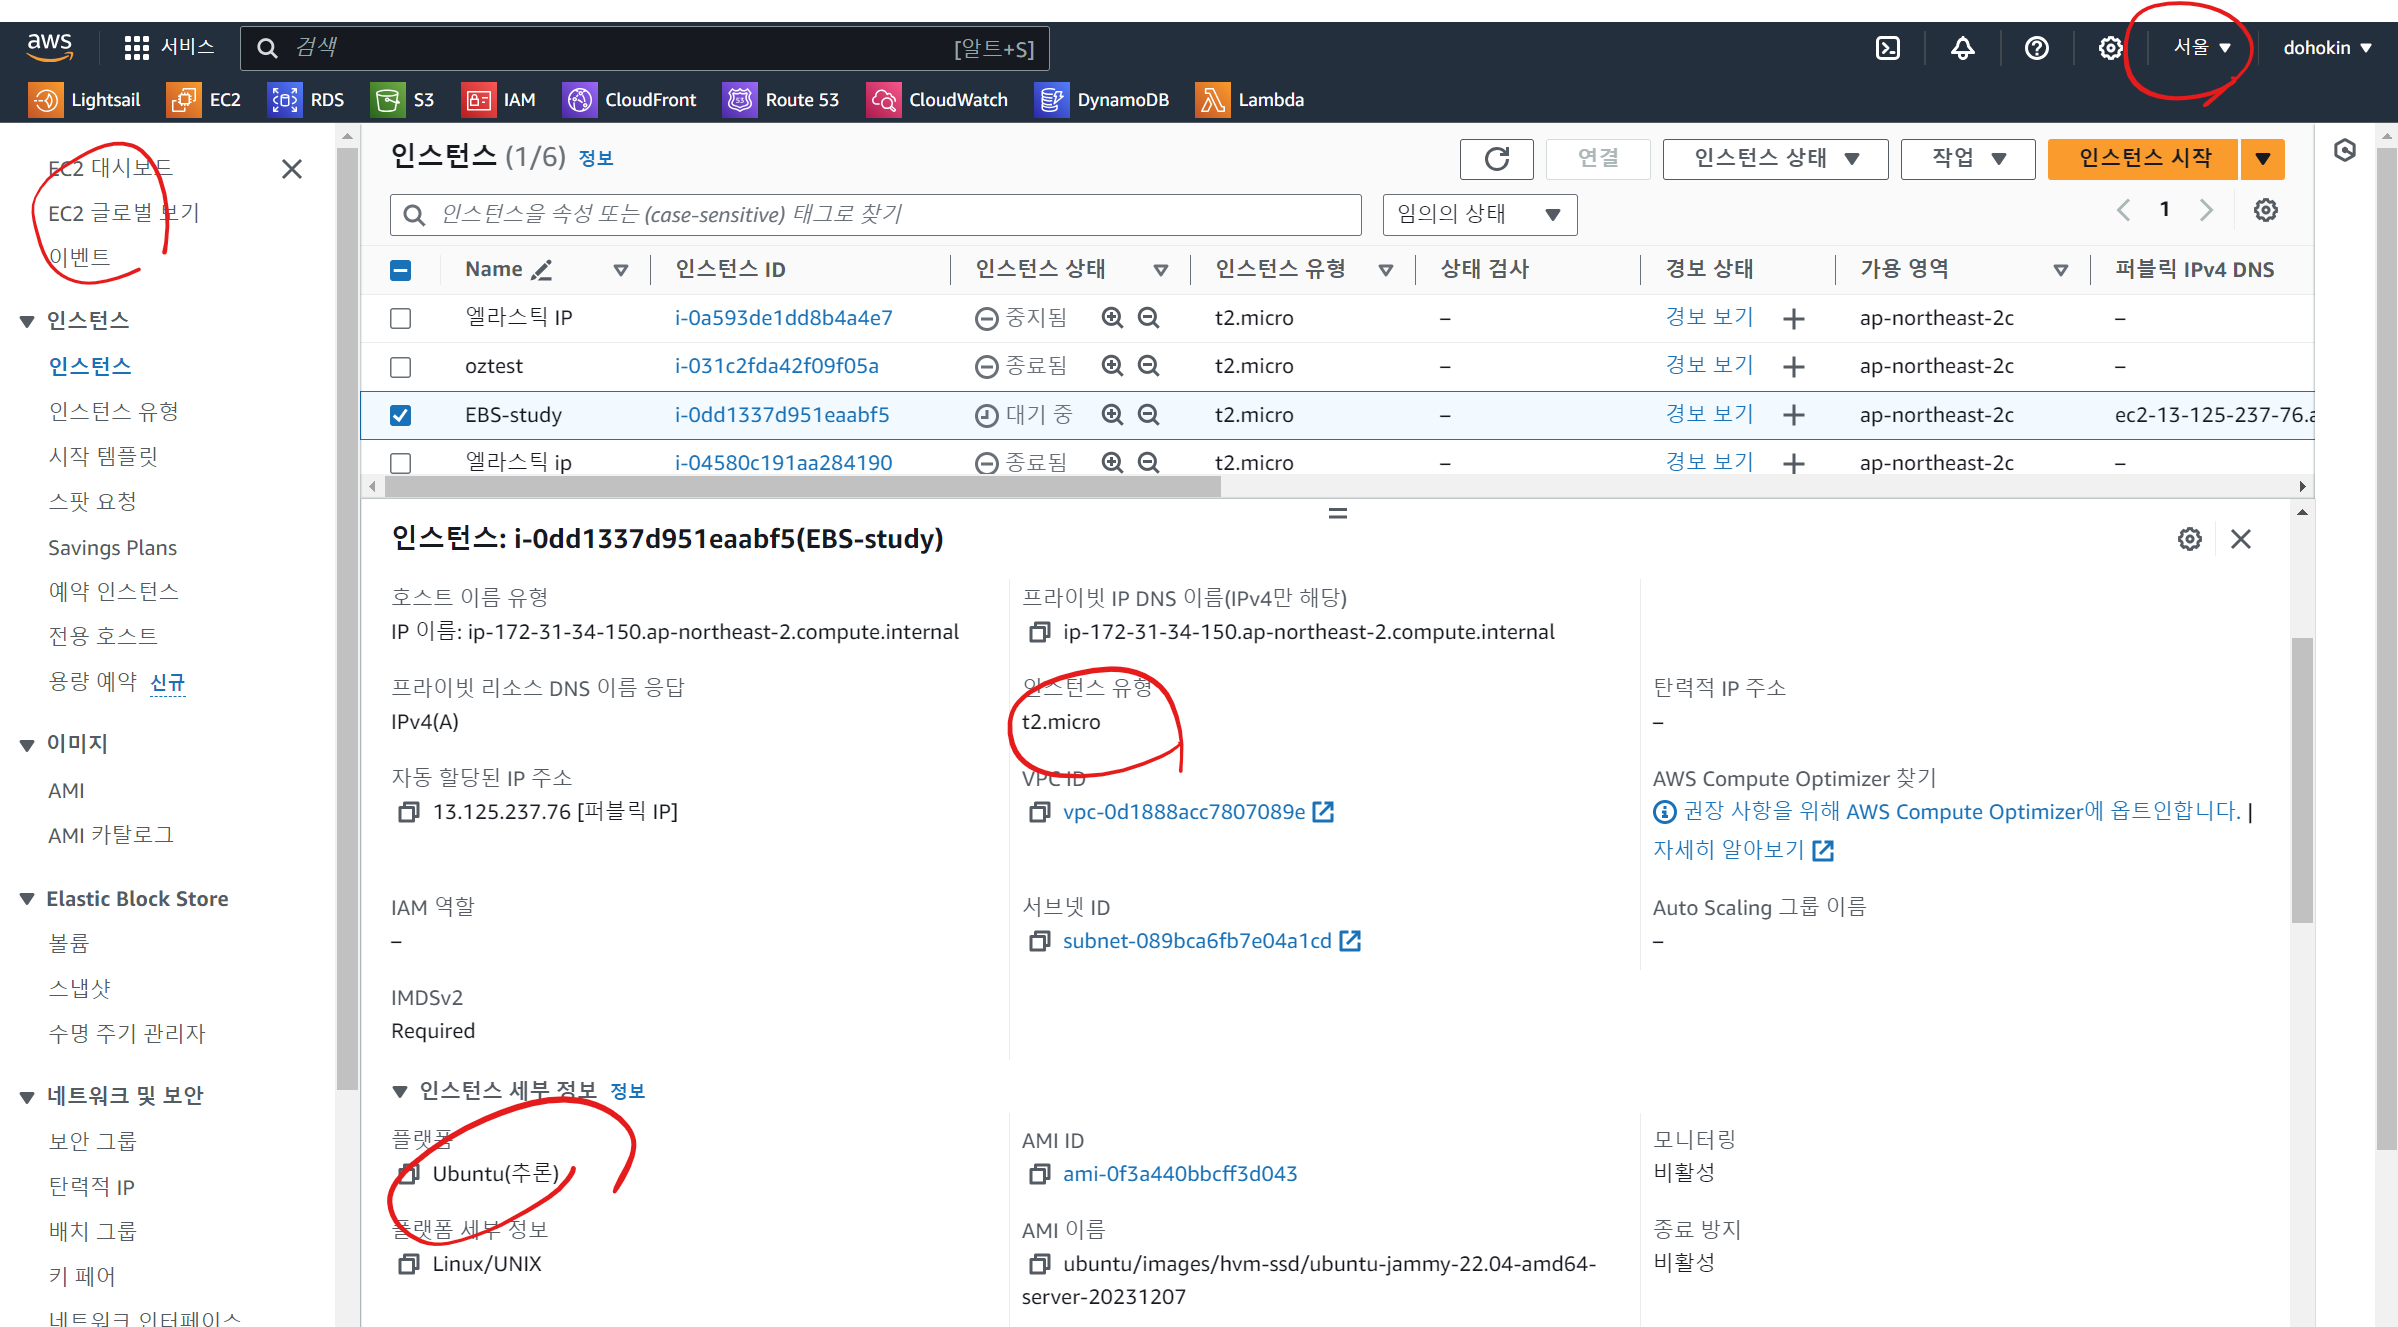 aws 서비스 검색 [알트+S] 서울 dohokin
Lightsail EC2 RDS S3 IAM CloudFront Route 53 CloudWatch DynamoDB Lambda
EC2 대시보드
EC2 글로벌 보기
이벤트
인스턴스
인스턴스
인스턴스 유형
시작 템플릿
스팟 요청
Savings Plans
예약 인스턴스
전용 호스트
용량 예약 신규
이미지
AMI
AMI 카탈로그
Elastic Block Store
볼륨
스냅샷
수명 주기 관리자
네트워크 및 보안
보안 그룹
탄력적 IP
배치 그룹
키 페어
네트워크 인터페이스
인스턴스 (1/6) 정보 연결 인스턴스 상태 작업 인스턴스 시작
인스턴스을 속성 또는 (case-sensitive) 태그로 찾기 임의의 상태 1
Name 인스턴스 ID 인스턴스 상태 인스턴스 유형 상태 검사 경보 상태 가용 영역 퍼블릭 IPv4 DNS
엘라스틱 IP i-0a593de1dd8b4a4e7 중지됨 t2.micro – 경보 보기 ap-northeast-2c –
oztest i-031c2fda42f09f05a 종료됨 t2.micro – 경보 보기 ap-northeast-2c –
EBS-study i-0dd1337d951eaabf5 대기 중 t2.micro – 경보 보기 ap-northeast-2c ec2-13-125-237-76.a
엘라스틱 ip i-04580c191aa284190 종료됨 t2.micro – 경보 보기 ap-northeast-2c –
인스턴스: i-0dd1337d951eaabf5(EBS-study)
호스트 이름 유형
IP 이름: ip-172-31-34-150.ap-northeast-2.compute.internal
프라이빗 IP DNS 이름(IPv4만 해당)
ip-172-31-34-150.ap-northeast-2.compute.internal
프라이빗 리소스 DNS 이름 응답
IPv4(A)
인스턴스 유형
t2.micro
탄력적 IP 주소
–
자동 할당된 IP 주소
13.125.237.76 [퍼블릭 IP]
VPC ID
vpc-0d1888acc7807089e
AWS Compute Optimizer 찾기
권장 사항을 위해 AWS Compute Optimizer에 옵트인합니다. |
자세히 알아보기
IAM 역할
–
서브넷 ID
subnet-089bca6fb7e04a1cd
Auto Scaling 그룹 이름
–
IMDSv2
Required
인스턴스 세부 정보 정보
플랫폼
Ubuntu(추론)
AMI ID
ami-0f3a440bbcff3d043
모니터링
비활성
플랫폼 세부 정보
Linux/UNIX
AMI 이름
ubuntu/images/hvm-ssd/ubuntu-jammy-22.04-amd64-
server-20231207
종료 방지
비활성